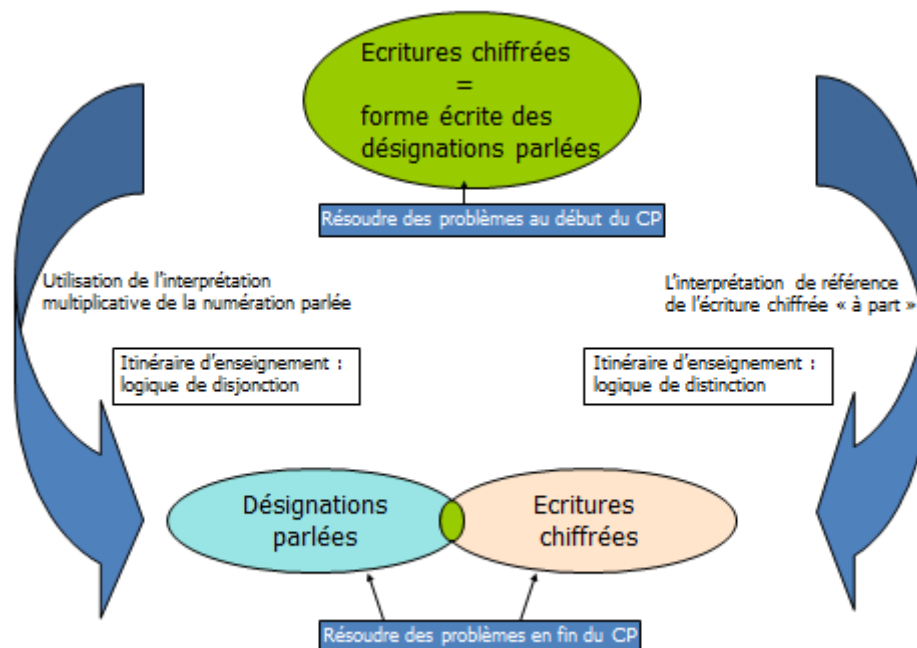 Ecritures chiffrées
=
forme écrite des
désignations parlées
Résoudre des problèmes au début du CP
Utilisation de l'interprétation
multiplicative de la numération parlée
L'interprétation de référence
de l'écriture chiffrée « à part »
Itinéraire d'enseignement :
logique de disjonction
Itinéraire d'enseignement :
logique de distinction
Désignations
parlées
Ecritures
chiffrées
Résoudre des problèmes en fin du CP